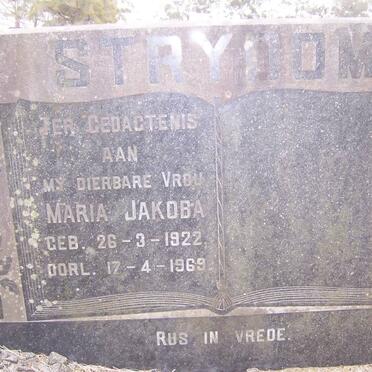 STRYDOM
TER GEDAGTENIS
AAN
MY DIERBARE VROU
MARIA JAKOBA
GEB. 26-3-1922.
OORL. 17-4-1969.
RUS IN VREDE.